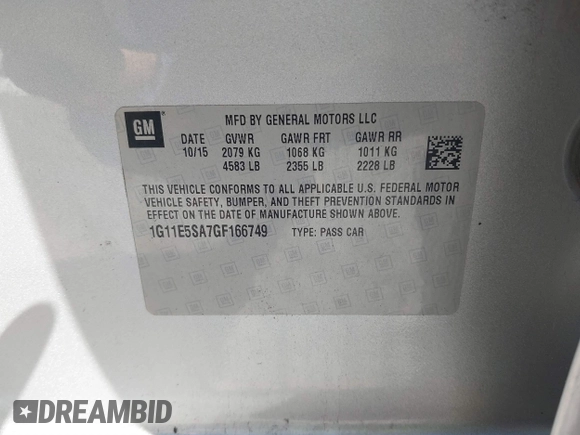 GM
MFD BY GENERAL MOTORS LLC
DATE GVWR GAWR FRT GAWR RR
10/15 2079 KG 1068 KG 1011 KG
4583 LB 2355 LB 2228 LB
THIS VEHICLE CONFORMS TO ALL APPLICABLE U.S. FEDERAL MOTOR
VEHICLE SAFETY, BUMPER, AND THEFT PREVENTION STANDARDS IN
EFFECT ON THE DATE OF MANUFACTURE SHOWN ABOVE.
1G11E5SA7GF166749 TYPE: PASS CAR
DREAMBID